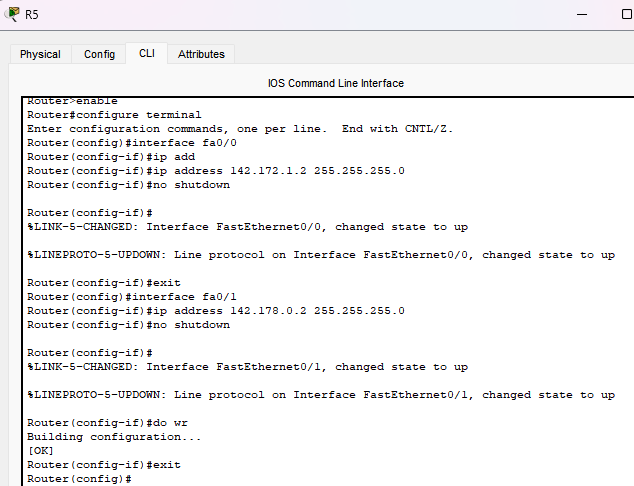 R5
Physical Config CLI Attributes
IOS Command Line Interface
Router>enable
Router#configure terminal
Enter configuration commands, one per line.  End with CNTL/Z.
Router(config)#interface fa0/0
Router(config-if)#ip add
Router(config-if)#ip address 142.172.1.2 255.255.255.0
Router(config-if)#no shutdown
Router(config-if)#
%LINK-5-CHANGED: Interface FastEthernet0/0, changed state to up
%LINEPROTO-5-UPDOWN: Line protocol on Interface FastEthernet0/0, changed state to up
Router(config-if)#exit
Router(config)#interface fa0/1
Router(config-if)#ip address 142.178.0.2 255.255.255.0
Router(config-if)#no shutdown
Router(config-if)#
%LINK-5-CHANGED: Interface FastEthernet0/1, changed state to up
%LINEPROTO-5-UPDOWN: Line protocol on Interface FastEthernet0/1, changed state to up
Router(config-if)#do wr
Building configuration...
[OK]
Router(config-if)#exit
Router(config)#